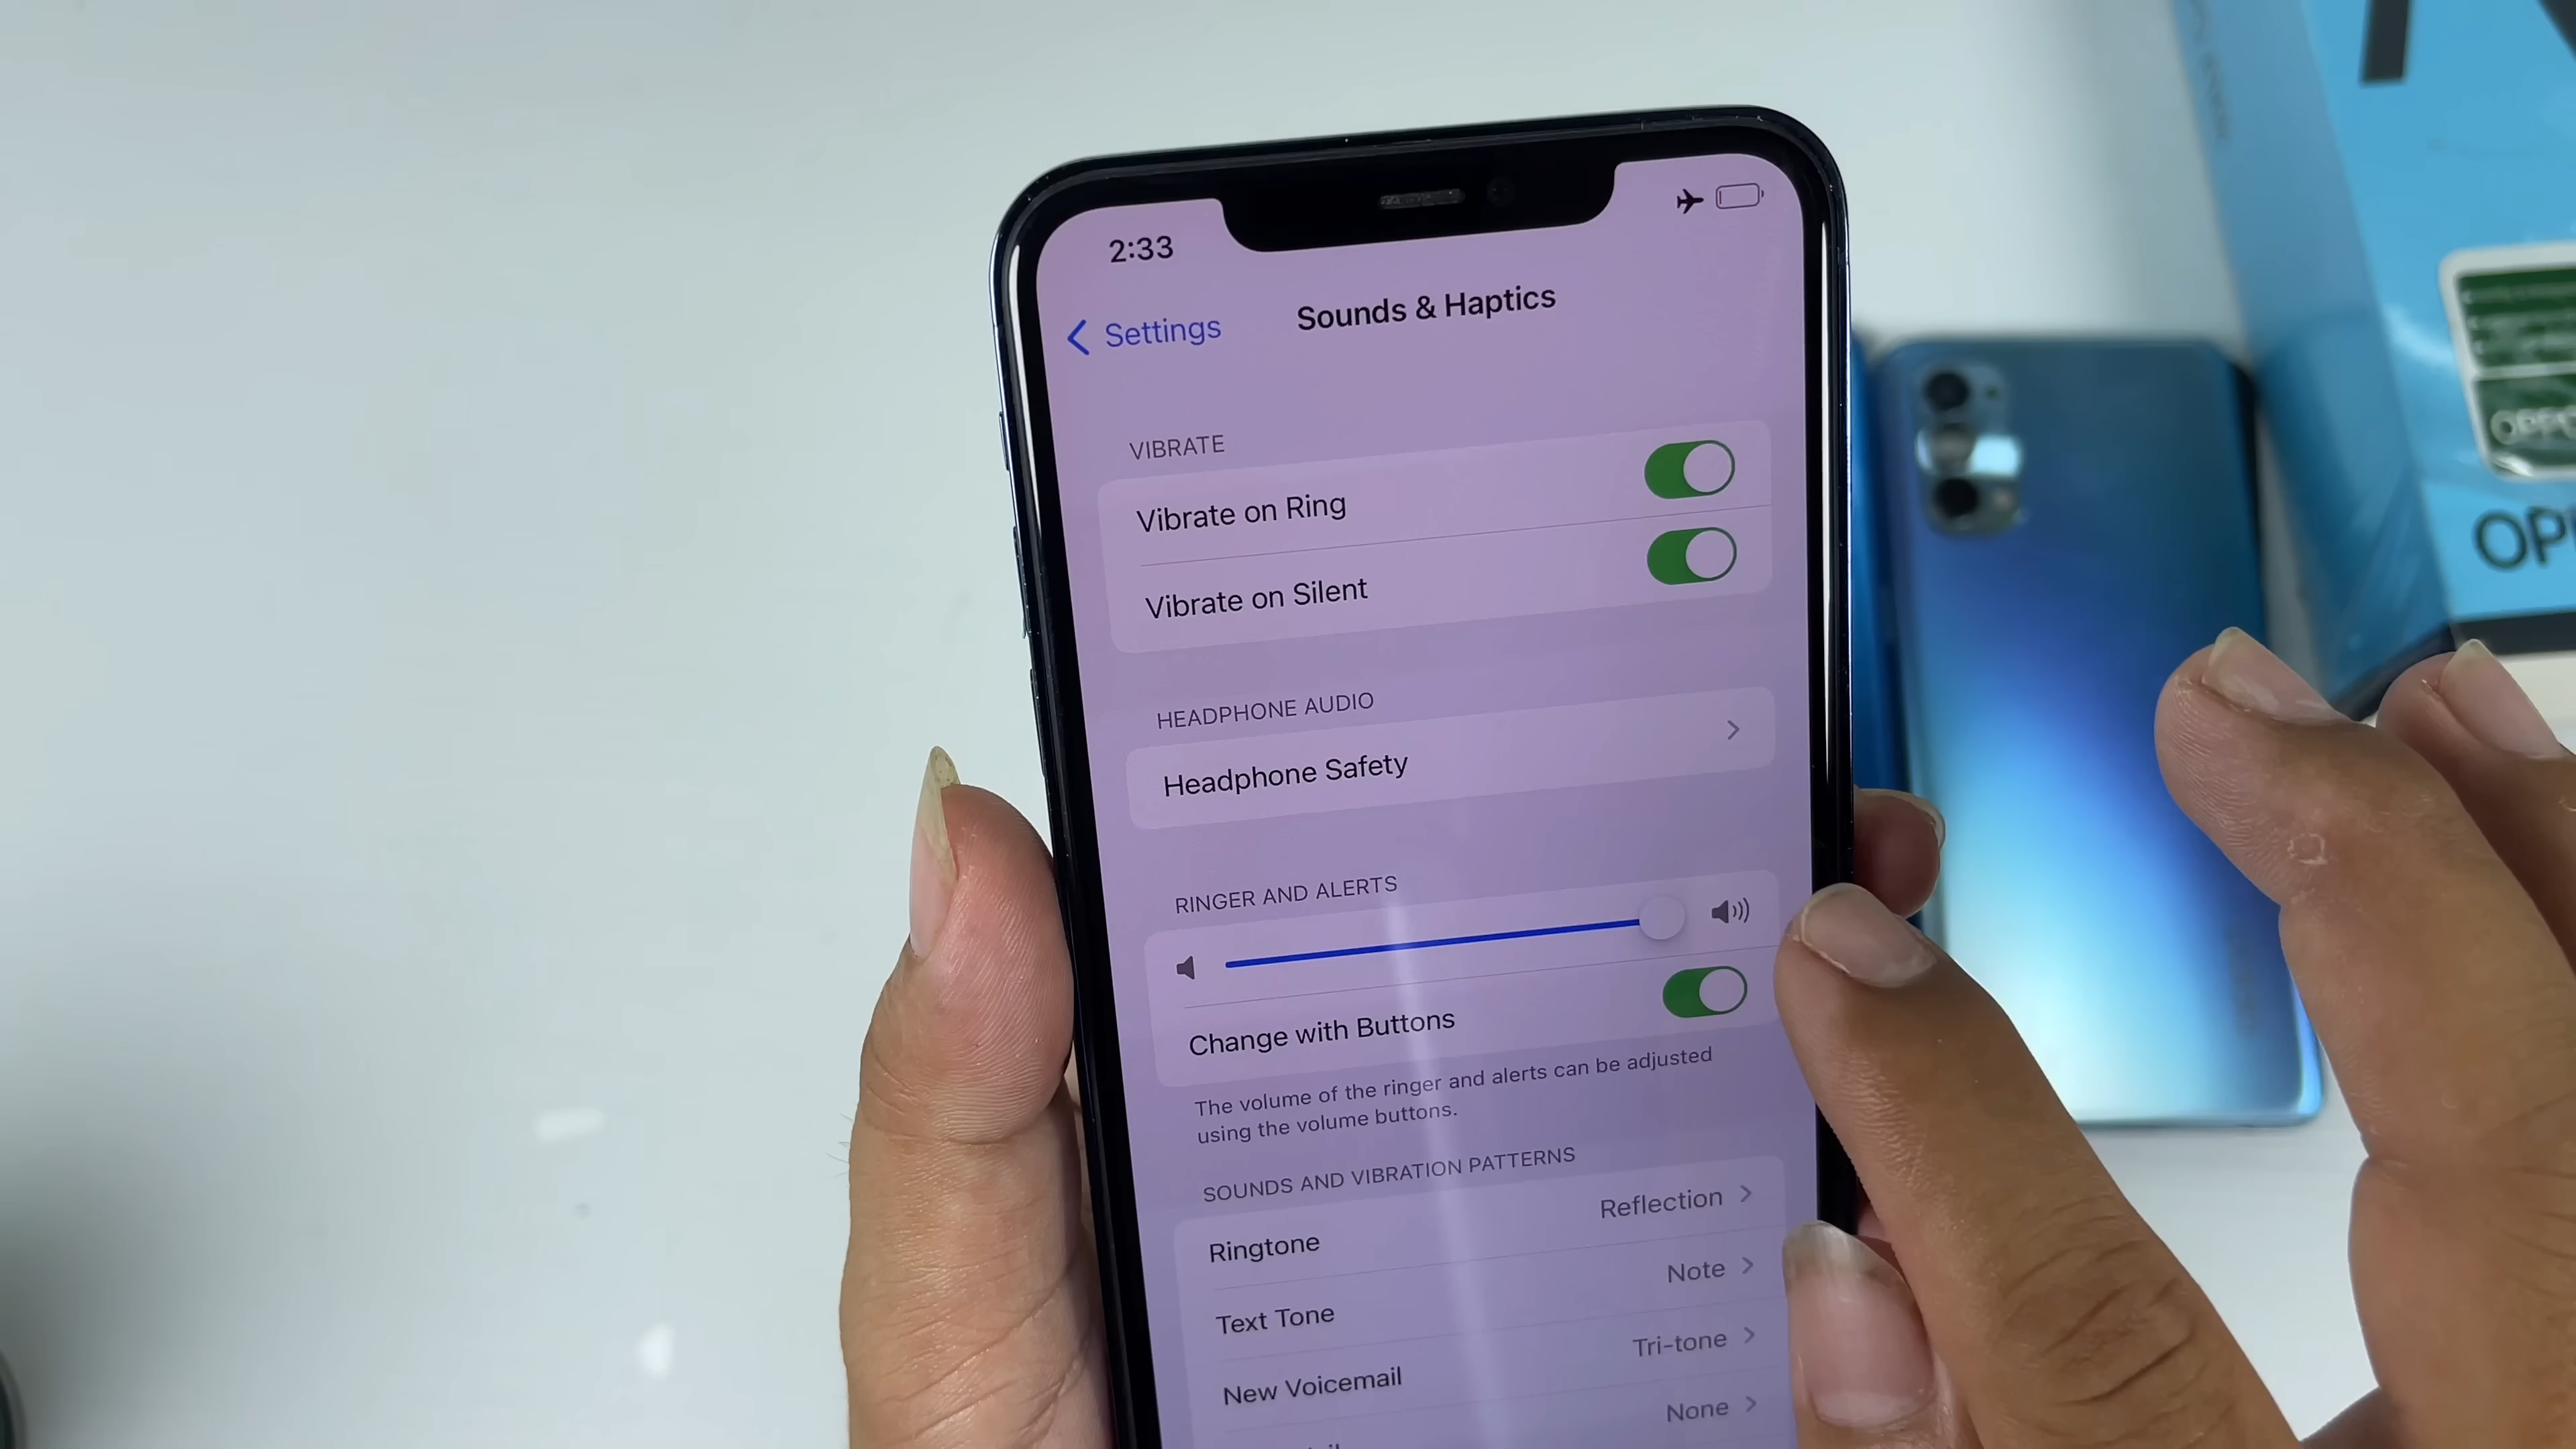 2:33
Settings
Sounds & Haptics
VIBRATE
Vibrate on Ring
Vibrate on Silent
HEADPHONE AUDIO
Headphone Safety
RINGER AND ALERTS
Change with Buttons
The volume of the ringer and alerts can be adjusted
using the volume buttons.
SOUNDS AND VIBRATION PATTERNS
Ringtone Reflection
Text Tone Note
New Voicemail Tri-tone
None